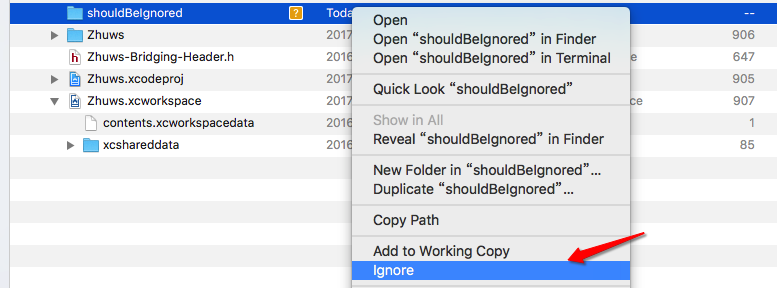 shouldBeIgnored ? Toda --
Zhuws 2017 906
Zhuws-Bridging-Header.h 2016 e 647
Zhuws.xcodeproj 2017 905
Zhuws.xcworkspace 2017 ce 907
contents.xcworkspacedata 2016 1
xcshareddata 2016 85
Open
Open “shouldBeIgnored” in Finder
Open “shouldBeIgnored” in Terminal
Quick Look “shouldBeIgnored”
Show in All
Reveal “shouldBeIgnored” in Finder
New Folder in “shouldBeIgnored”...
Duplicate “shouldBeIgnored”...
Copy Path
Add to Working Copy
Ignore